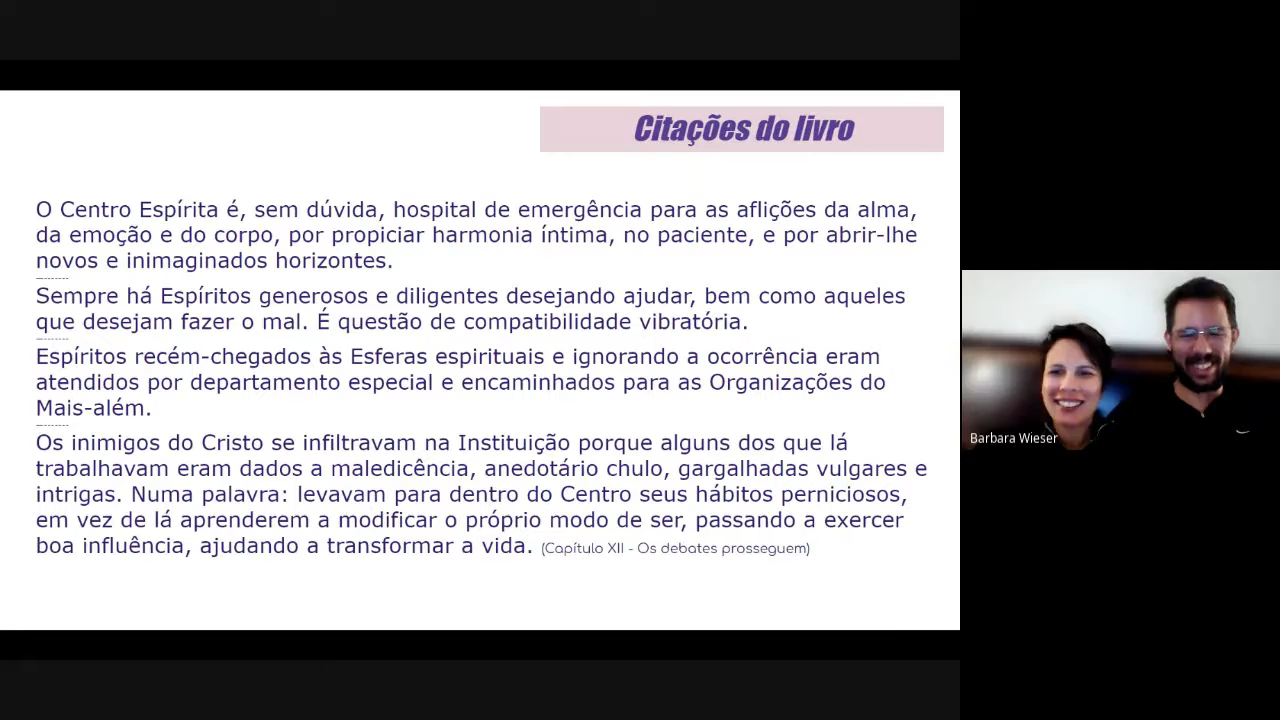 Citações do livro
O Centro Espírita é, sem dúvida, hospital de emergência para as aflições da alma,
da emoção e do corpo, por propiciar harmonia íntima, no paciente, e por abrir-lhe
novos e inimaginados horizontes.
----------
Sempre há Espíritos generosos e diligentes desejando ajudar, bem como aqueles
que desejam fazer o mal. É questão de compatibilidade vibratória.
----------
Espíritos recém-chegados às Esferas espirituais e ignorando a ocorrência eram
atendidos por departamento especial e encaminhados para as Organizações do
Mais-além.
----------
Os inimigos do Cristo se infiltravam na Instituição porque alguns dos que lá
trabalhavam eram dados a maledicência, anedotário chulo, gargalhadas vulgares e
intrigas. Numa palavra: levavam para dentro do Centro seus hábitos perniciosos,
em vez de lá aprenderem a modificar o próprio modo de ser, passando a exercer
boa influência, ajudando a transformar a vida. (Capítulo XII - Os debates prosseguem)
Barbara Wieser